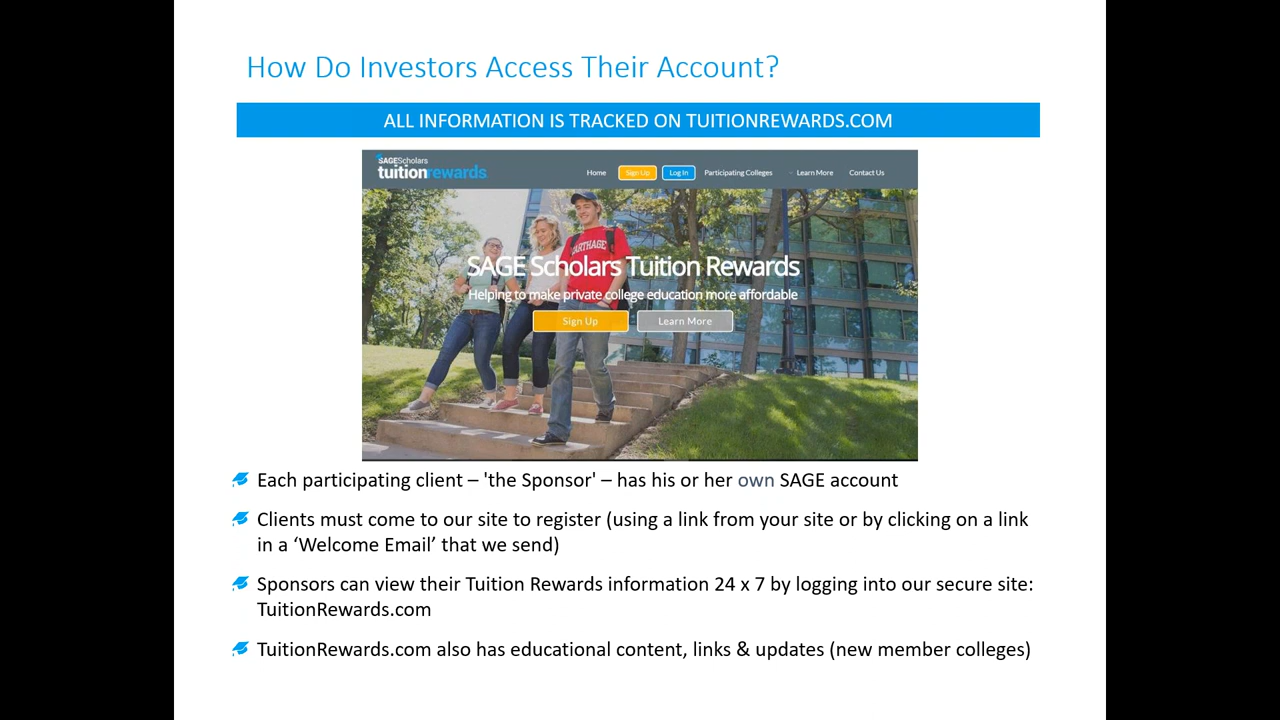 How Do Investors Access Their Account?
ALL INFORMATION IS TRACKED ON TUITIONREWARDS.COM
SAGEScholars
tuitionrewards
Home Sign Up Log In Participating Colleges Learn More Contact Us
CARTHAGE
SAGE Scholars Tuition Rewards
Helping to make private college education more affordable
Sign Up Learn More
Each participating client – 'the Sponsor' – has his or her own SAGE account
Clients must come to our site to register (using a link from your site or by clicking on a link
in a ‘Welcome Email’ that we send)
Sponsors can view their Tuition Rewards information 24 x 7 by logging into our secure site:
TuitionRewards.com
TuitionRewards.com also has educational content, links & updates (new member colleges)